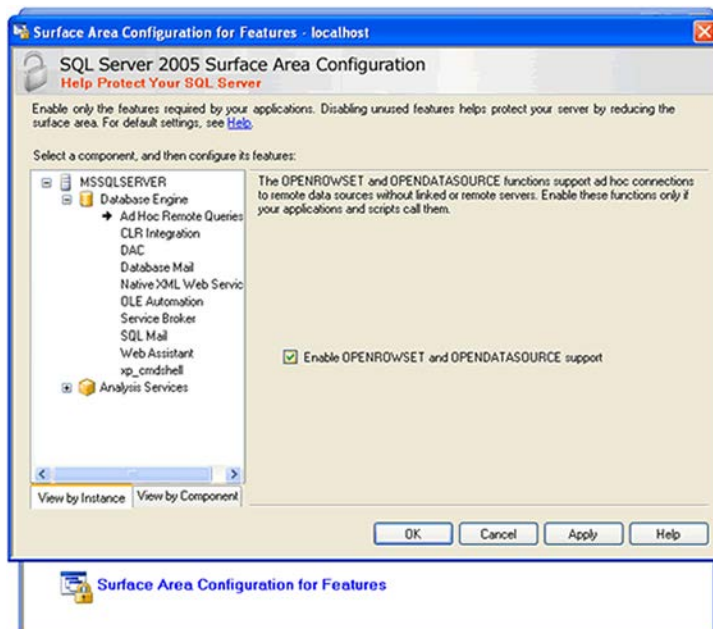 Surface Area Configuration for Features - localhost
SQL Server 2005 Surface Area Configuration
Help Protect Your SQL Server
Enable only the features required by your applications. Disabling unused features helps protect your server by reducing the
surface area. For default settings, see Help.
Select a component, and then configure its features:
MSSQLSERVER
Database Engine
Ad Hoc Remote Queries
CLR Integration
DAC
Database Mail
Native XML Web Servic
OLE Automation
Service Broker
SQL Mail
Web Assistant
xp_cmdshell
Analysis Services
View by Instance
View by Component
The OPENROWSET and OPENDATASOURCE functions support ad hoc connections
to remote data sources without linked or remote servers. Enable these functions only if
your applications and scripts call them.
Enable OPENROWSET and OPENDATASOURCE support
OK
Cancel
Apply
Help
Surface Area Configuration for Features